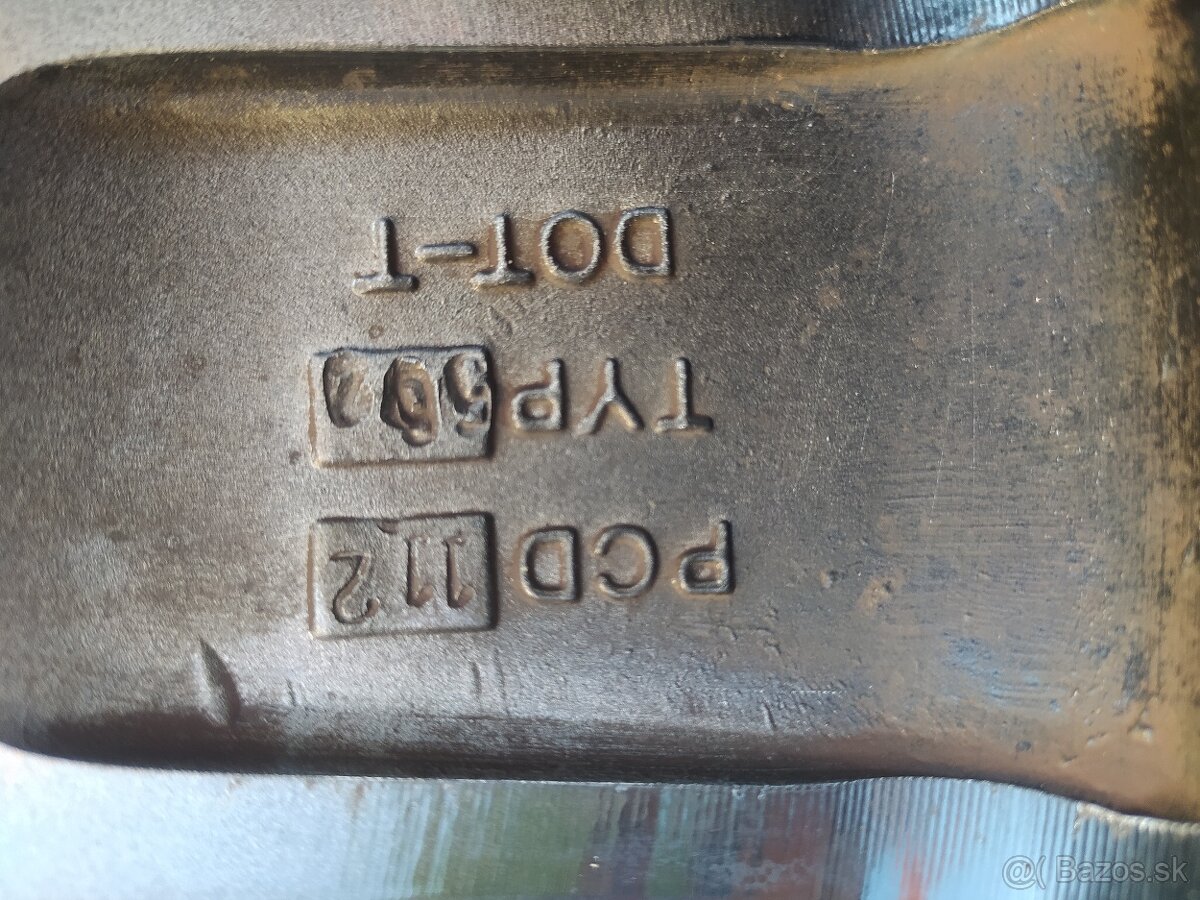 PCD 112
TYP
DOT-T
@( Bazos.sk